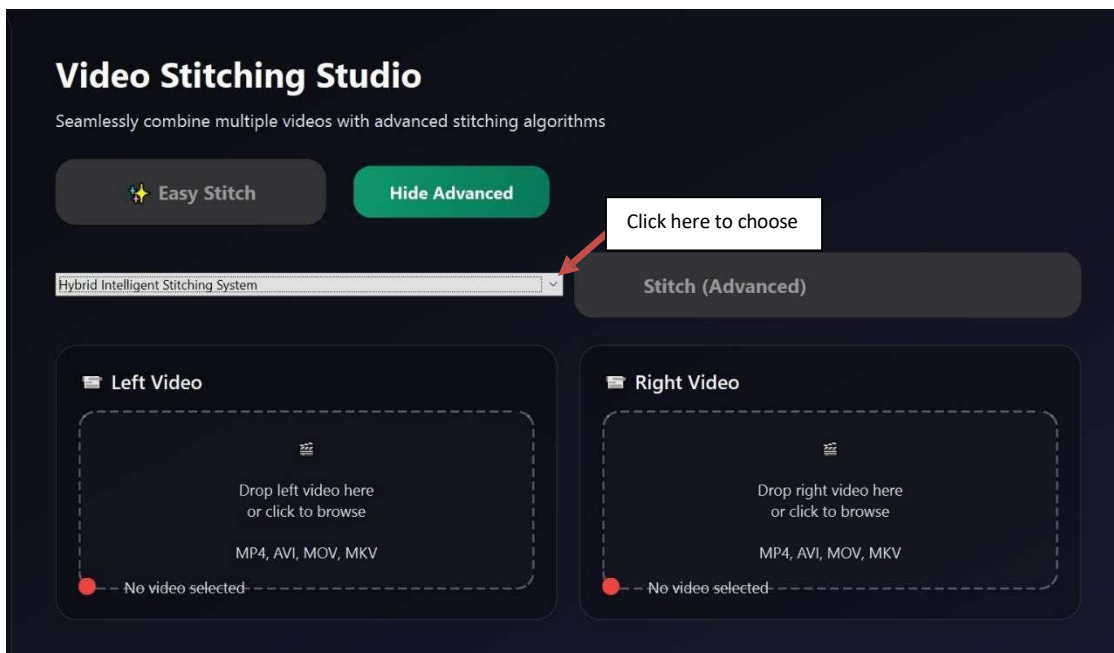 Video Stitching Studio
Seamlessly combine multiple videos with advanced stitching algorithms
✨ Easy Stitch
Hide Advanced
Click here to choose
Hybrid Intelligent Stitching System
Stitch (Advanced)
Left Video
Drop left video here
or click to browse
MP4, AVI, MOV, MKV
No video selected
Right Video
Drop right video here
or click to browse
MP4, AVI, MOV, MKV
No video selected